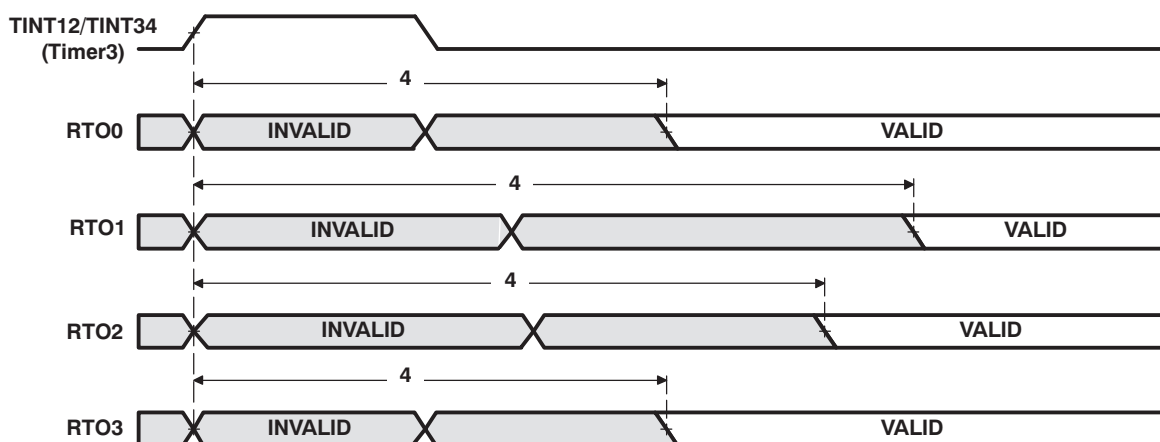 TINT12/TINT34
(Timer3)
4
RTO0 INVALID VALID
4
RTO1 INVALID VALID
4
RTO2 INVALID VALID
4
RTO3 INVALID VALID